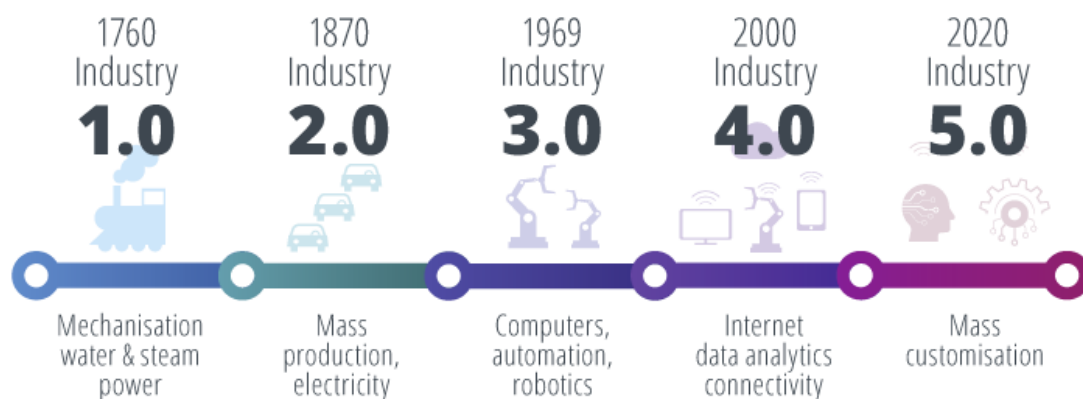 1760
Industry
1.0
Mechanisation
water & steam
power
1870
Industry
2.0
Mass
production,
electricity
1969
Industry
3.0
Computers,
automation,
robotics
2000
Industry
4.0
Internet
data analytics
connectivity
2020
Industry
5.0
Mass
customisation